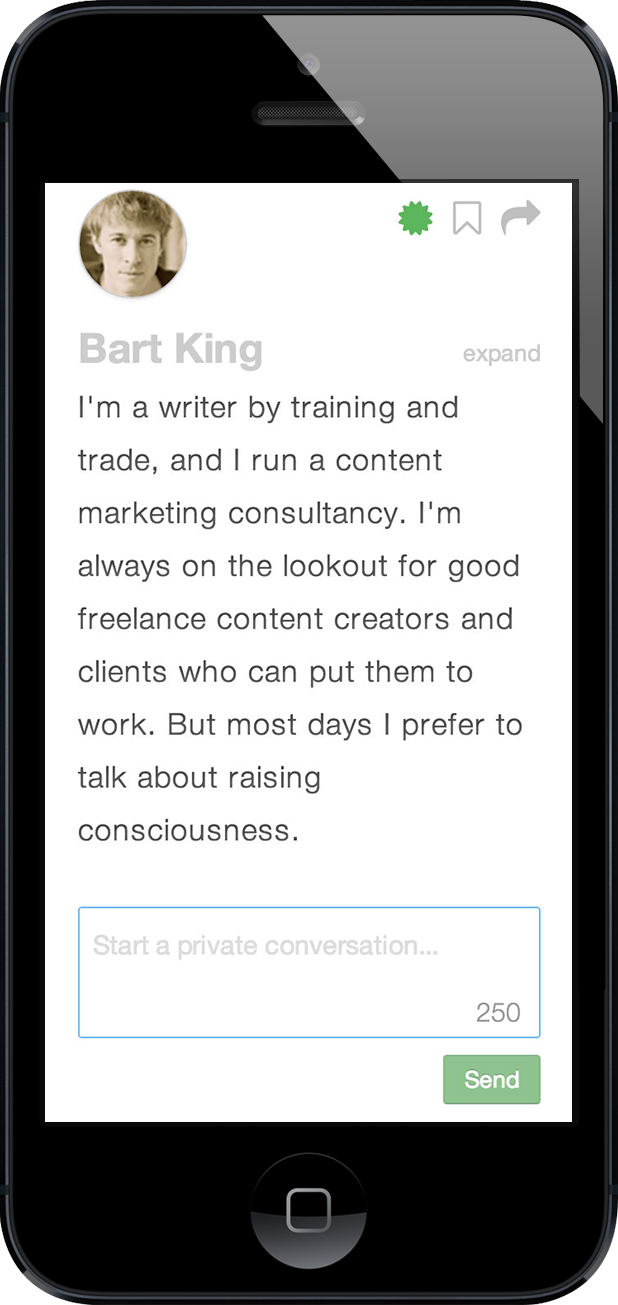 Bart King
expand
I'm a writer by training and
trade, and I run a content
marketing consultancy. I'm
always on the lookout for good
freelance content creators and
clients who can put them to
work. But most days I prefer to
talk about raising
consciousness.
Start a private conversation...
250
Send